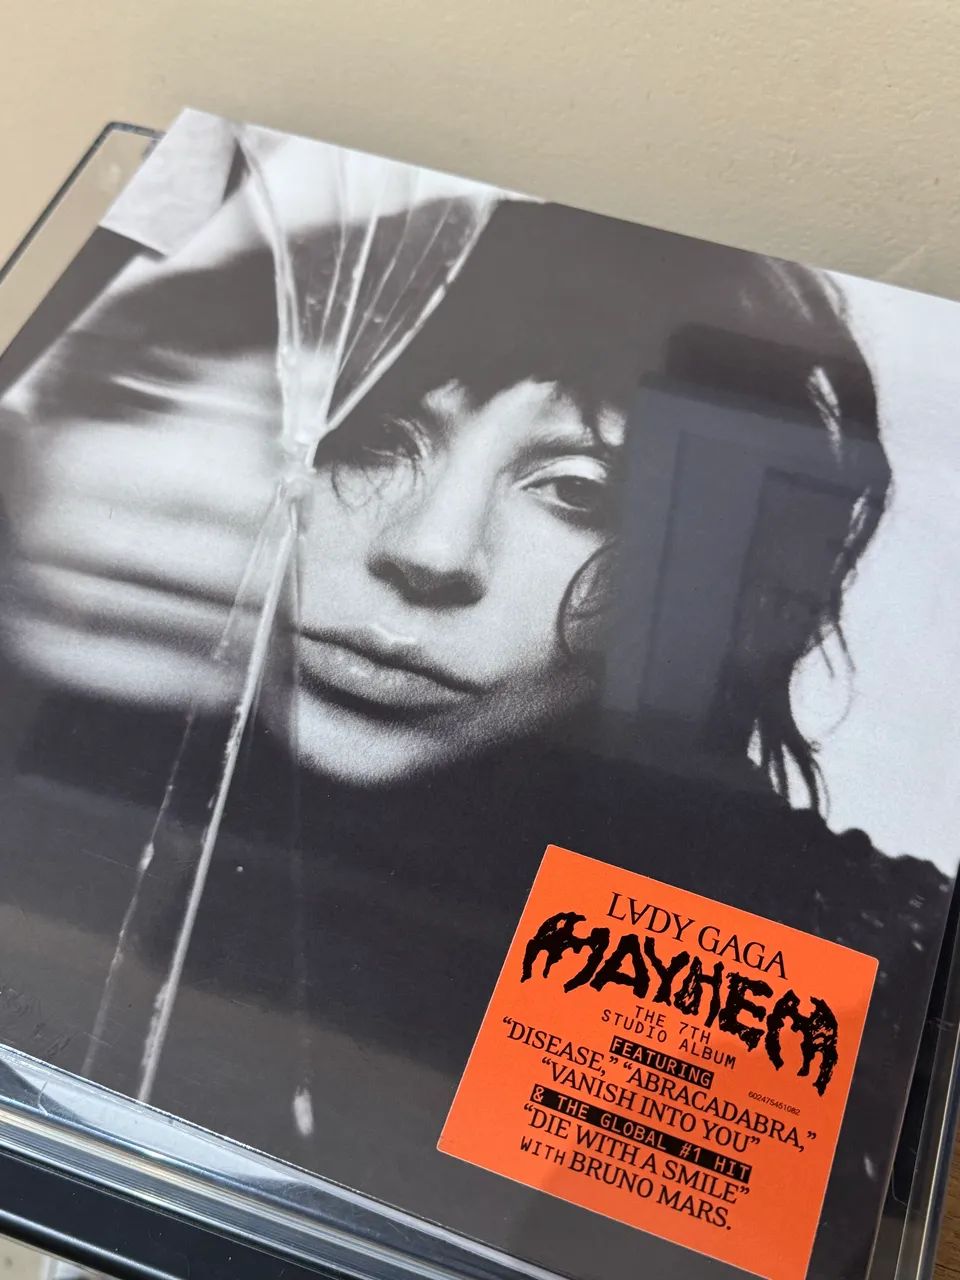 LVDY GAGA
MAYHEM
THE 7TH
STUDIO ALBUM
FEATURING
“DISEASE,” “ABRACADABRA,”
“VANISH INTO YOU”
602475451082
& THE GLOBAL #1 HIT
“DIE WITH A SMILE”
WITH BRUNO MARS.